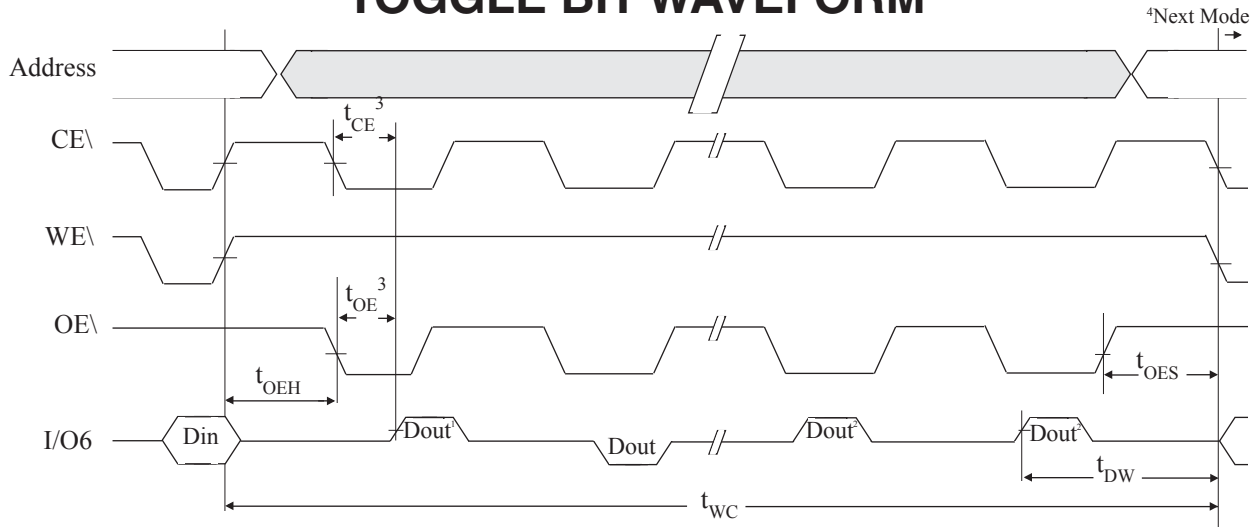 TOGGLE BIT WAVEFORM
⁴Next Mode
Address
tCE³
CE\
WE\
tOE³
OE\
tOEH
tOES
I/O6
Din
Dout¹
Dout
Dout²
Dout²
tDW
tWC